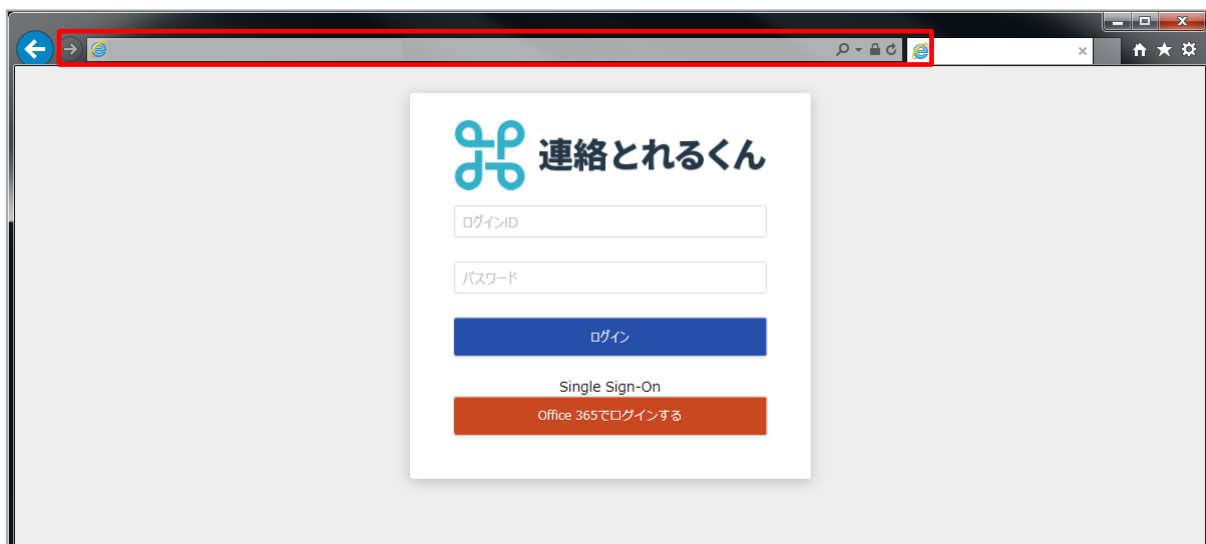 連絡とれるくん
ログインID
パスワード
ログイン
Single Sign-On
Office 365でログインする